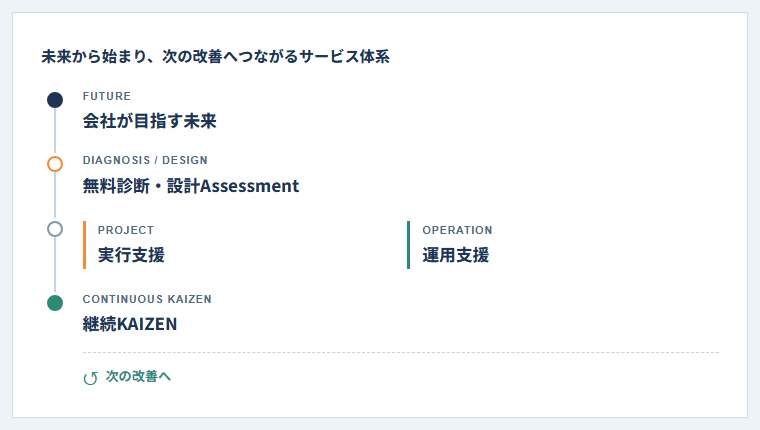 未来から始まり、次の改善へつながるサービス体系
FUTURE
会社が目指す未来
DIAGNOSIS / DESIGN
無料診断・設計Assessment
PROJECT
実行支援
OPERATION
運用支援
CONTINUOUS KAIZEN
継続KAIZEN
次の改善へ